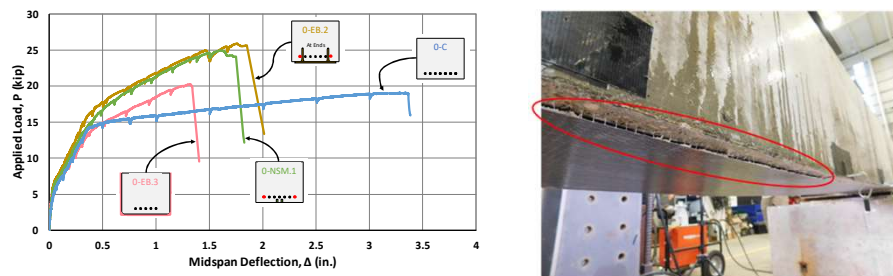 30
25
20
15
10
5
0
0
0.5
1
1.5
2
2.5
3
3.5
4
Applied Load, P (kip)
Midspan Deflection, Δ (in.)
0-EB.2
At Ends
0-C
0-EB.3
0-NSM.1